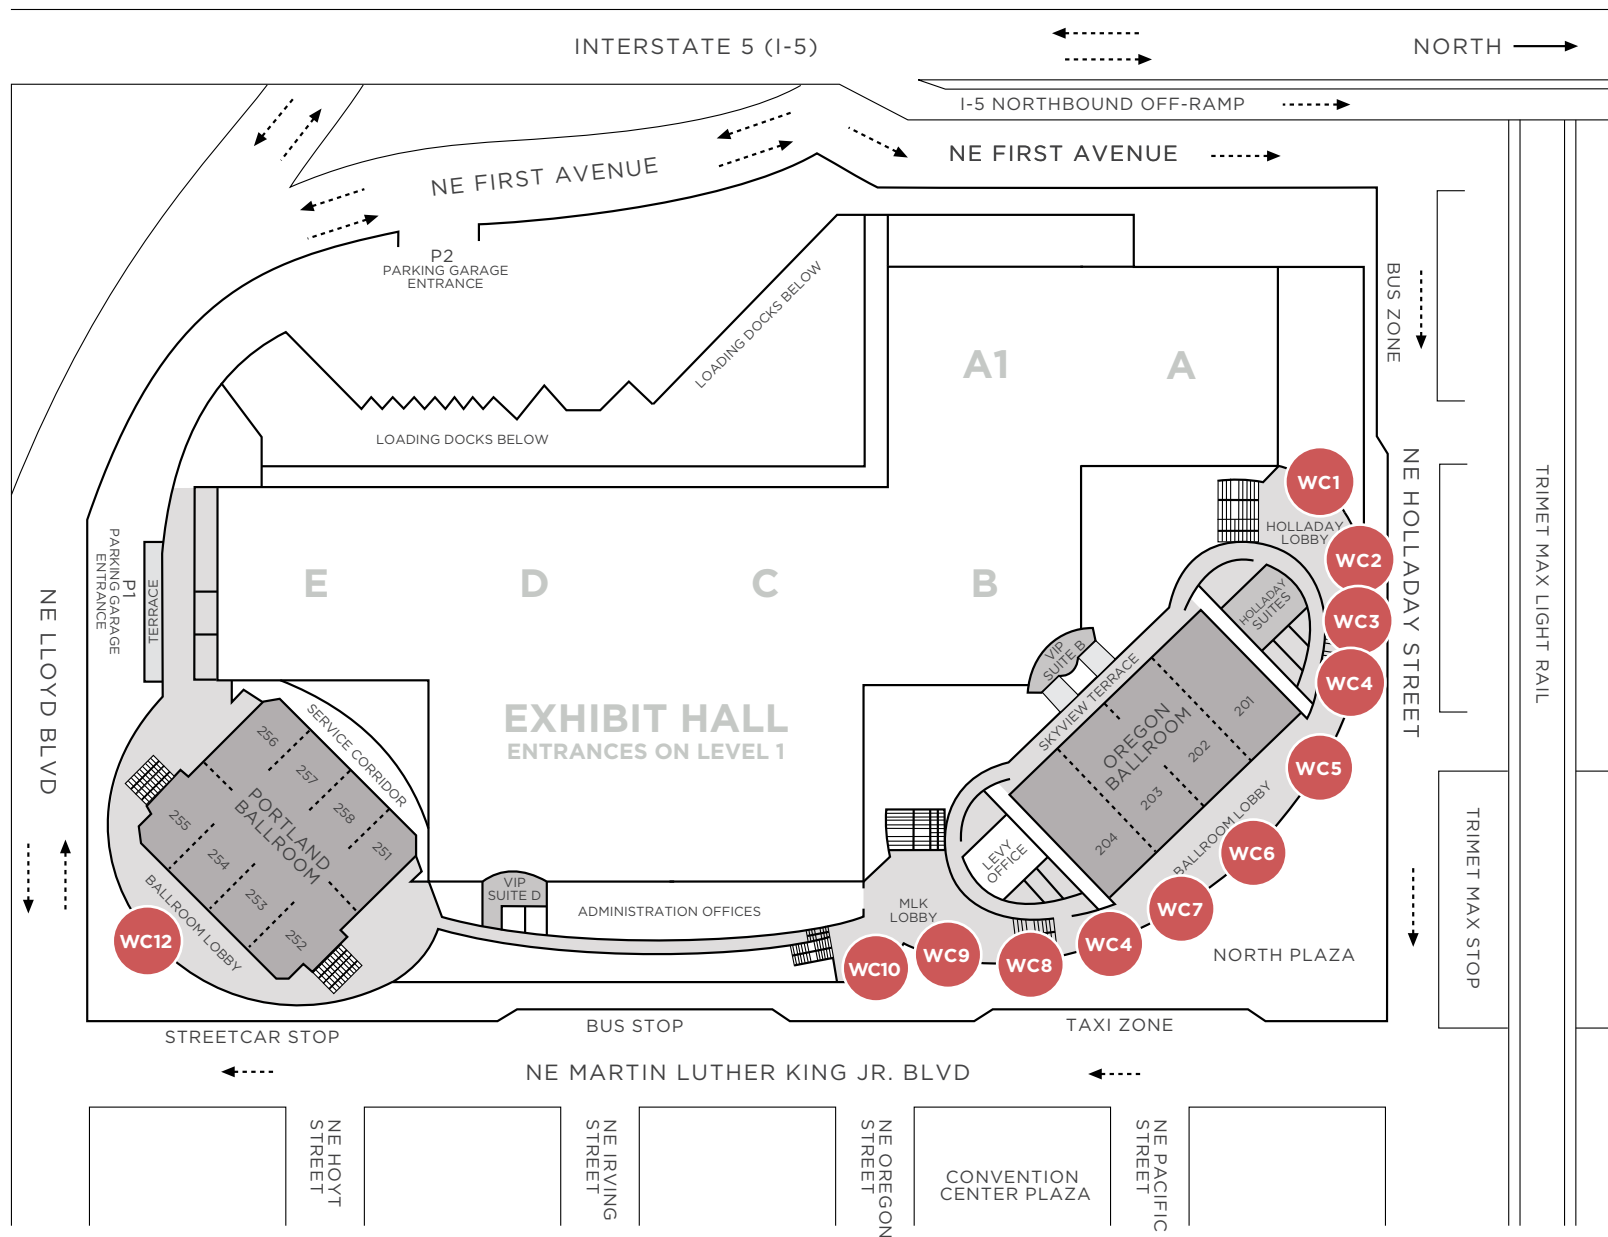 INTERSTATE 5 (I-5)
NORTH
I-5 NORTHBOUND OFF-RAMP
NE FIRST AVENUE
NE FIRST AVENUE
P2
PARKING GARAGE
ENTRANCE
LOADING DOCKS BELOW
LOADING DOCKS BELOW
BUS ZONE
A1
A
WC1
HOLLADAY
LOBBY
WC2
HOLLADAY
SUITES
WC3
WC4
NE HOLLADAY STREET
TRIMET MAX LIGHT RAIL
P1
PARKING GARAGE
ENTRANCE
TERRACE
NE LLOYD BLVD
E
D
C
B
VIP
SUITE B
SKYVIEW TERRACE
OREGON
BALLROOM
201
202
203
204
EXHIBIT HALL
ENTRANCES ON LEVEL 1
SERVICE CORRIDOR
256
257
258
251
PORTLAND
BALLROOM
255
254
253
252
BALLROOM LOBBY
WC12
WC5
BALLROOM LOBBY
WC6
WC7
LEVY
OFFICE
VIP
SUITE D
ADMINISTRATION OFFICES
MLK
LOBBY
WC10
WC9
WC8
WC4
NORTH PLAZA
TRIMET MAX STOP
STREETCAR STOP
BUS STOP
TAXI ZONE
NE MARTIN LUTHER KING JR. BLVD
NE HOYT
STREET
NE IRVING
STREET
NE OREGON
STREET
CONVENTION
CENTER PLAZA
NE PACIFIC
STREET